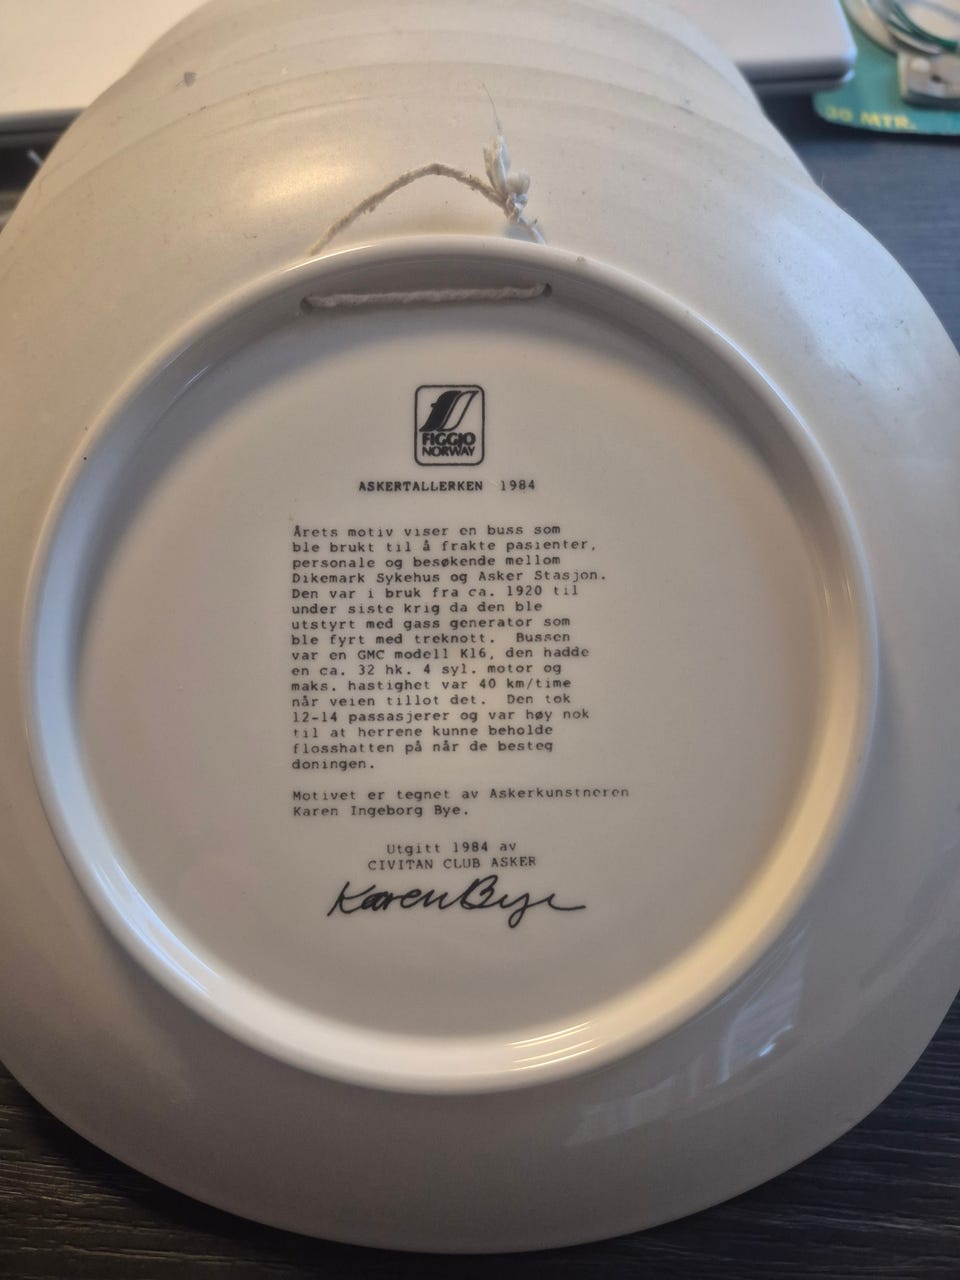 30 MTR.
FIGGJO
NORWAY
ASKERTALLERKEN 1984
Årets motiv viser en buss som
ble brukt til å frakte pasienter,
personale og besøkende mellom
Dikemark Sykehus og Asker Stasjon.
Den var i bruk fra ca. 1920 til
under siste krig da den ble
utstyrt med gass generator som
ble fyrt med treknott. Bussen
var en GMC modell K16, den hadde
en ca. 32 hk. 4 syl. motor og
maks. hastighet var 40 km/time
når veien tillot det. Den tok
12-14 passasjerer og var høy nok
til at herrene kunne beholde
flosshatten på når de besteg
doningen.
Motivet er tegnet av Askerkunstneren
Karen Ingeborg Bye.
Utgitt 1984 av
CIVITAN CLUB ASKER
Karen Bye